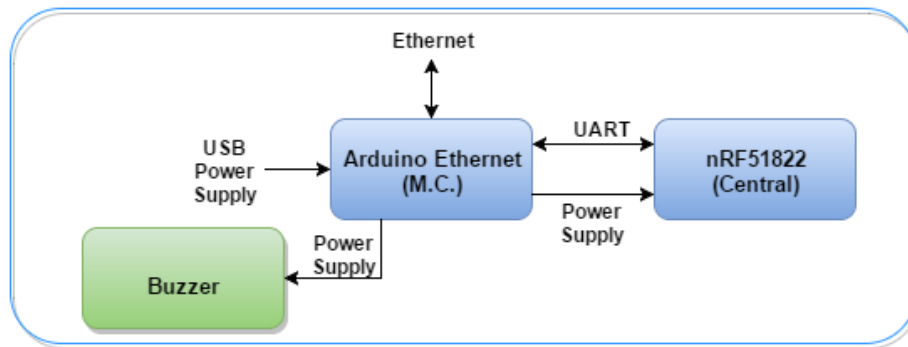 Ethernet
USB
Power
Supply
Arduino Ethernet
(M.C.)
UART
nRF51822
(Central)
Power
Supply
Power
Supply
Buzzer